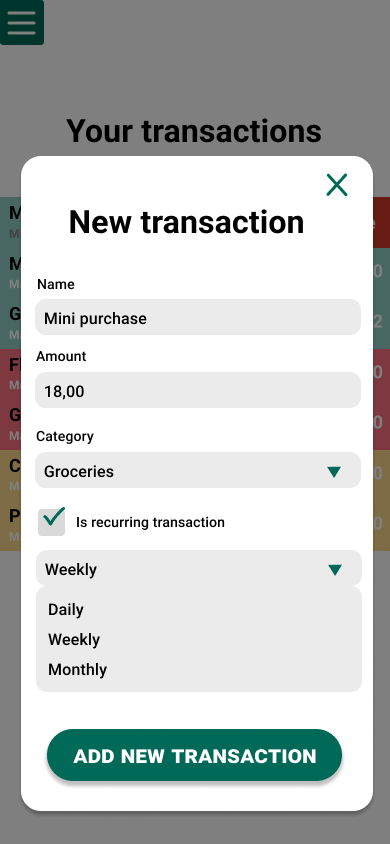 Your transactions
New transaction
Name
Mini purchase
Amount
18,00
Category
Groceries
Is recurring transaction
Weekly
Daily
Weekly
Monthly
ADD NEW TRANSACTION